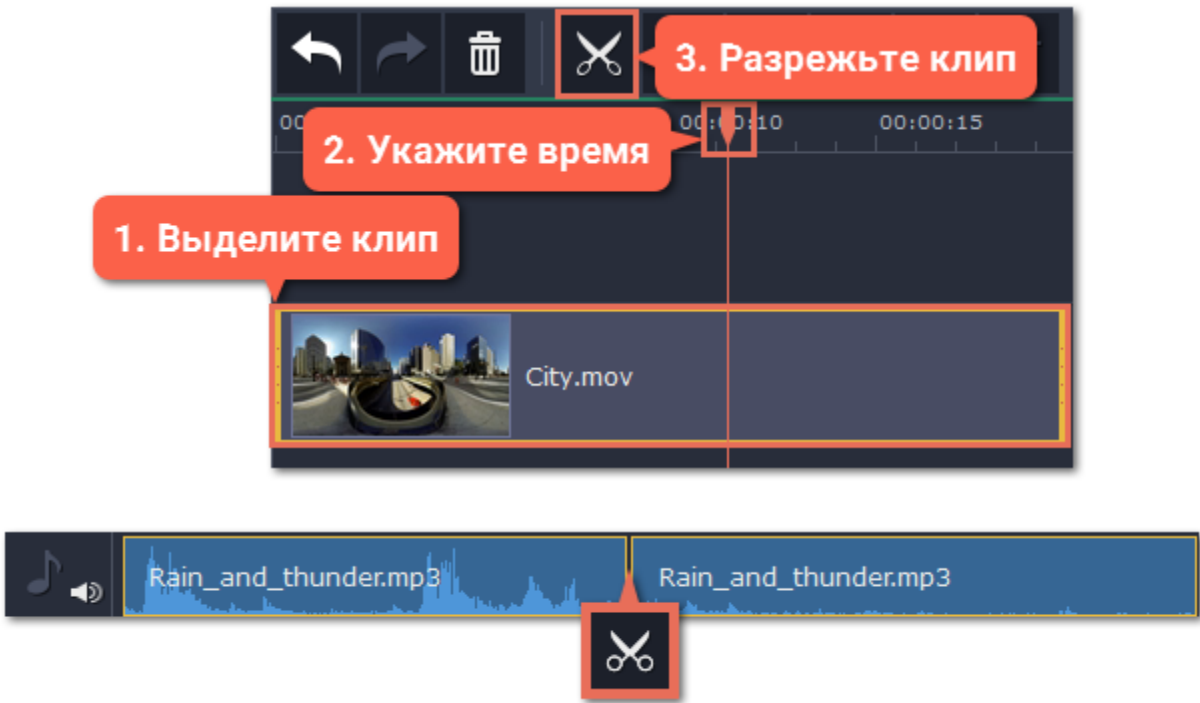 3. Разрежьте клип
00
00:00:10
00:00:15
2. Укажите время
1. Выделите клип
City.mov
Rain_and_thunder.mp3
Rain_and_thunder.mp3